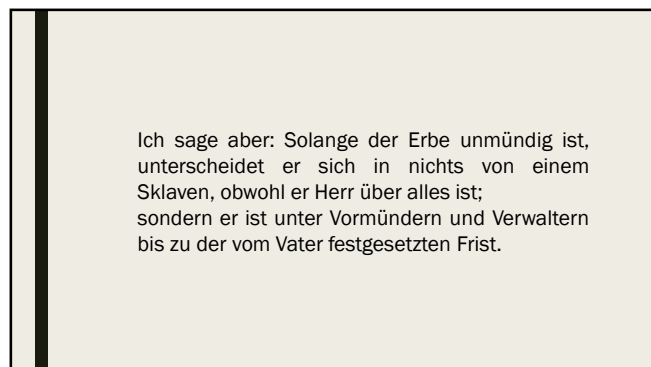 Ich sage aber: Solange der Erbe unmündig ist,
unterscheidet er sich in nichts von einem
Sklaven, obwohl er Herr über alles ist;
sondern er ist unter Vormündern und Verwaltern
bis zu der vom Vater festgesetzten Frist.